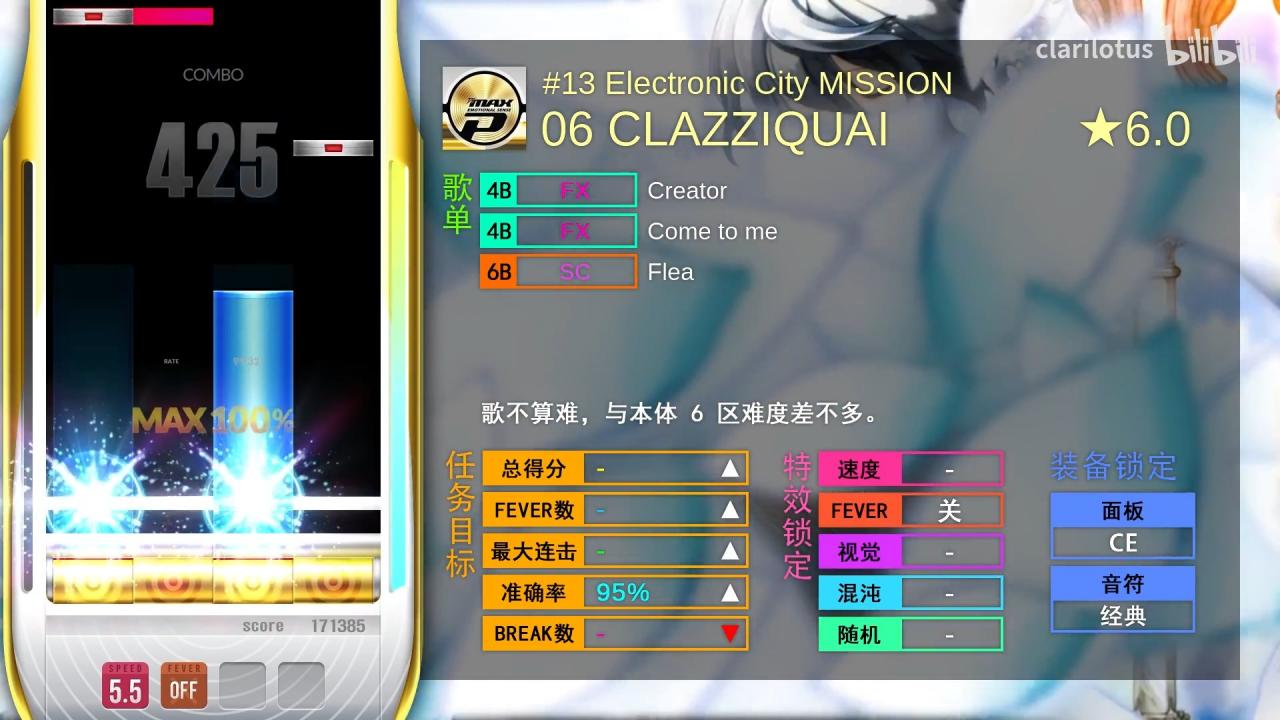 clarilotus bilibili
COMBO
425
RATE
MAX 100%
score 171385
SPEED
5.5
FEVER
OFF
MAX
EMOTIONAL SENSE
P
#13 Electronic City MISSION
06 CLAZZIQUAI
★6.0
歌单
4B FX Creator
4B FX Come to me
6B SC Flea
歌不算难，与本体 6 区难度差不多。
任务目标
总得分 - ▲
FEVER数 - ▲
最大连击 - ▲
准确率 95% ▲
BREAK数 - ▼
特效锁定
速度 -
FEVER 关
视觉 -
混沌 -
随机 -
装备锁定
面板
CE
音符
经典